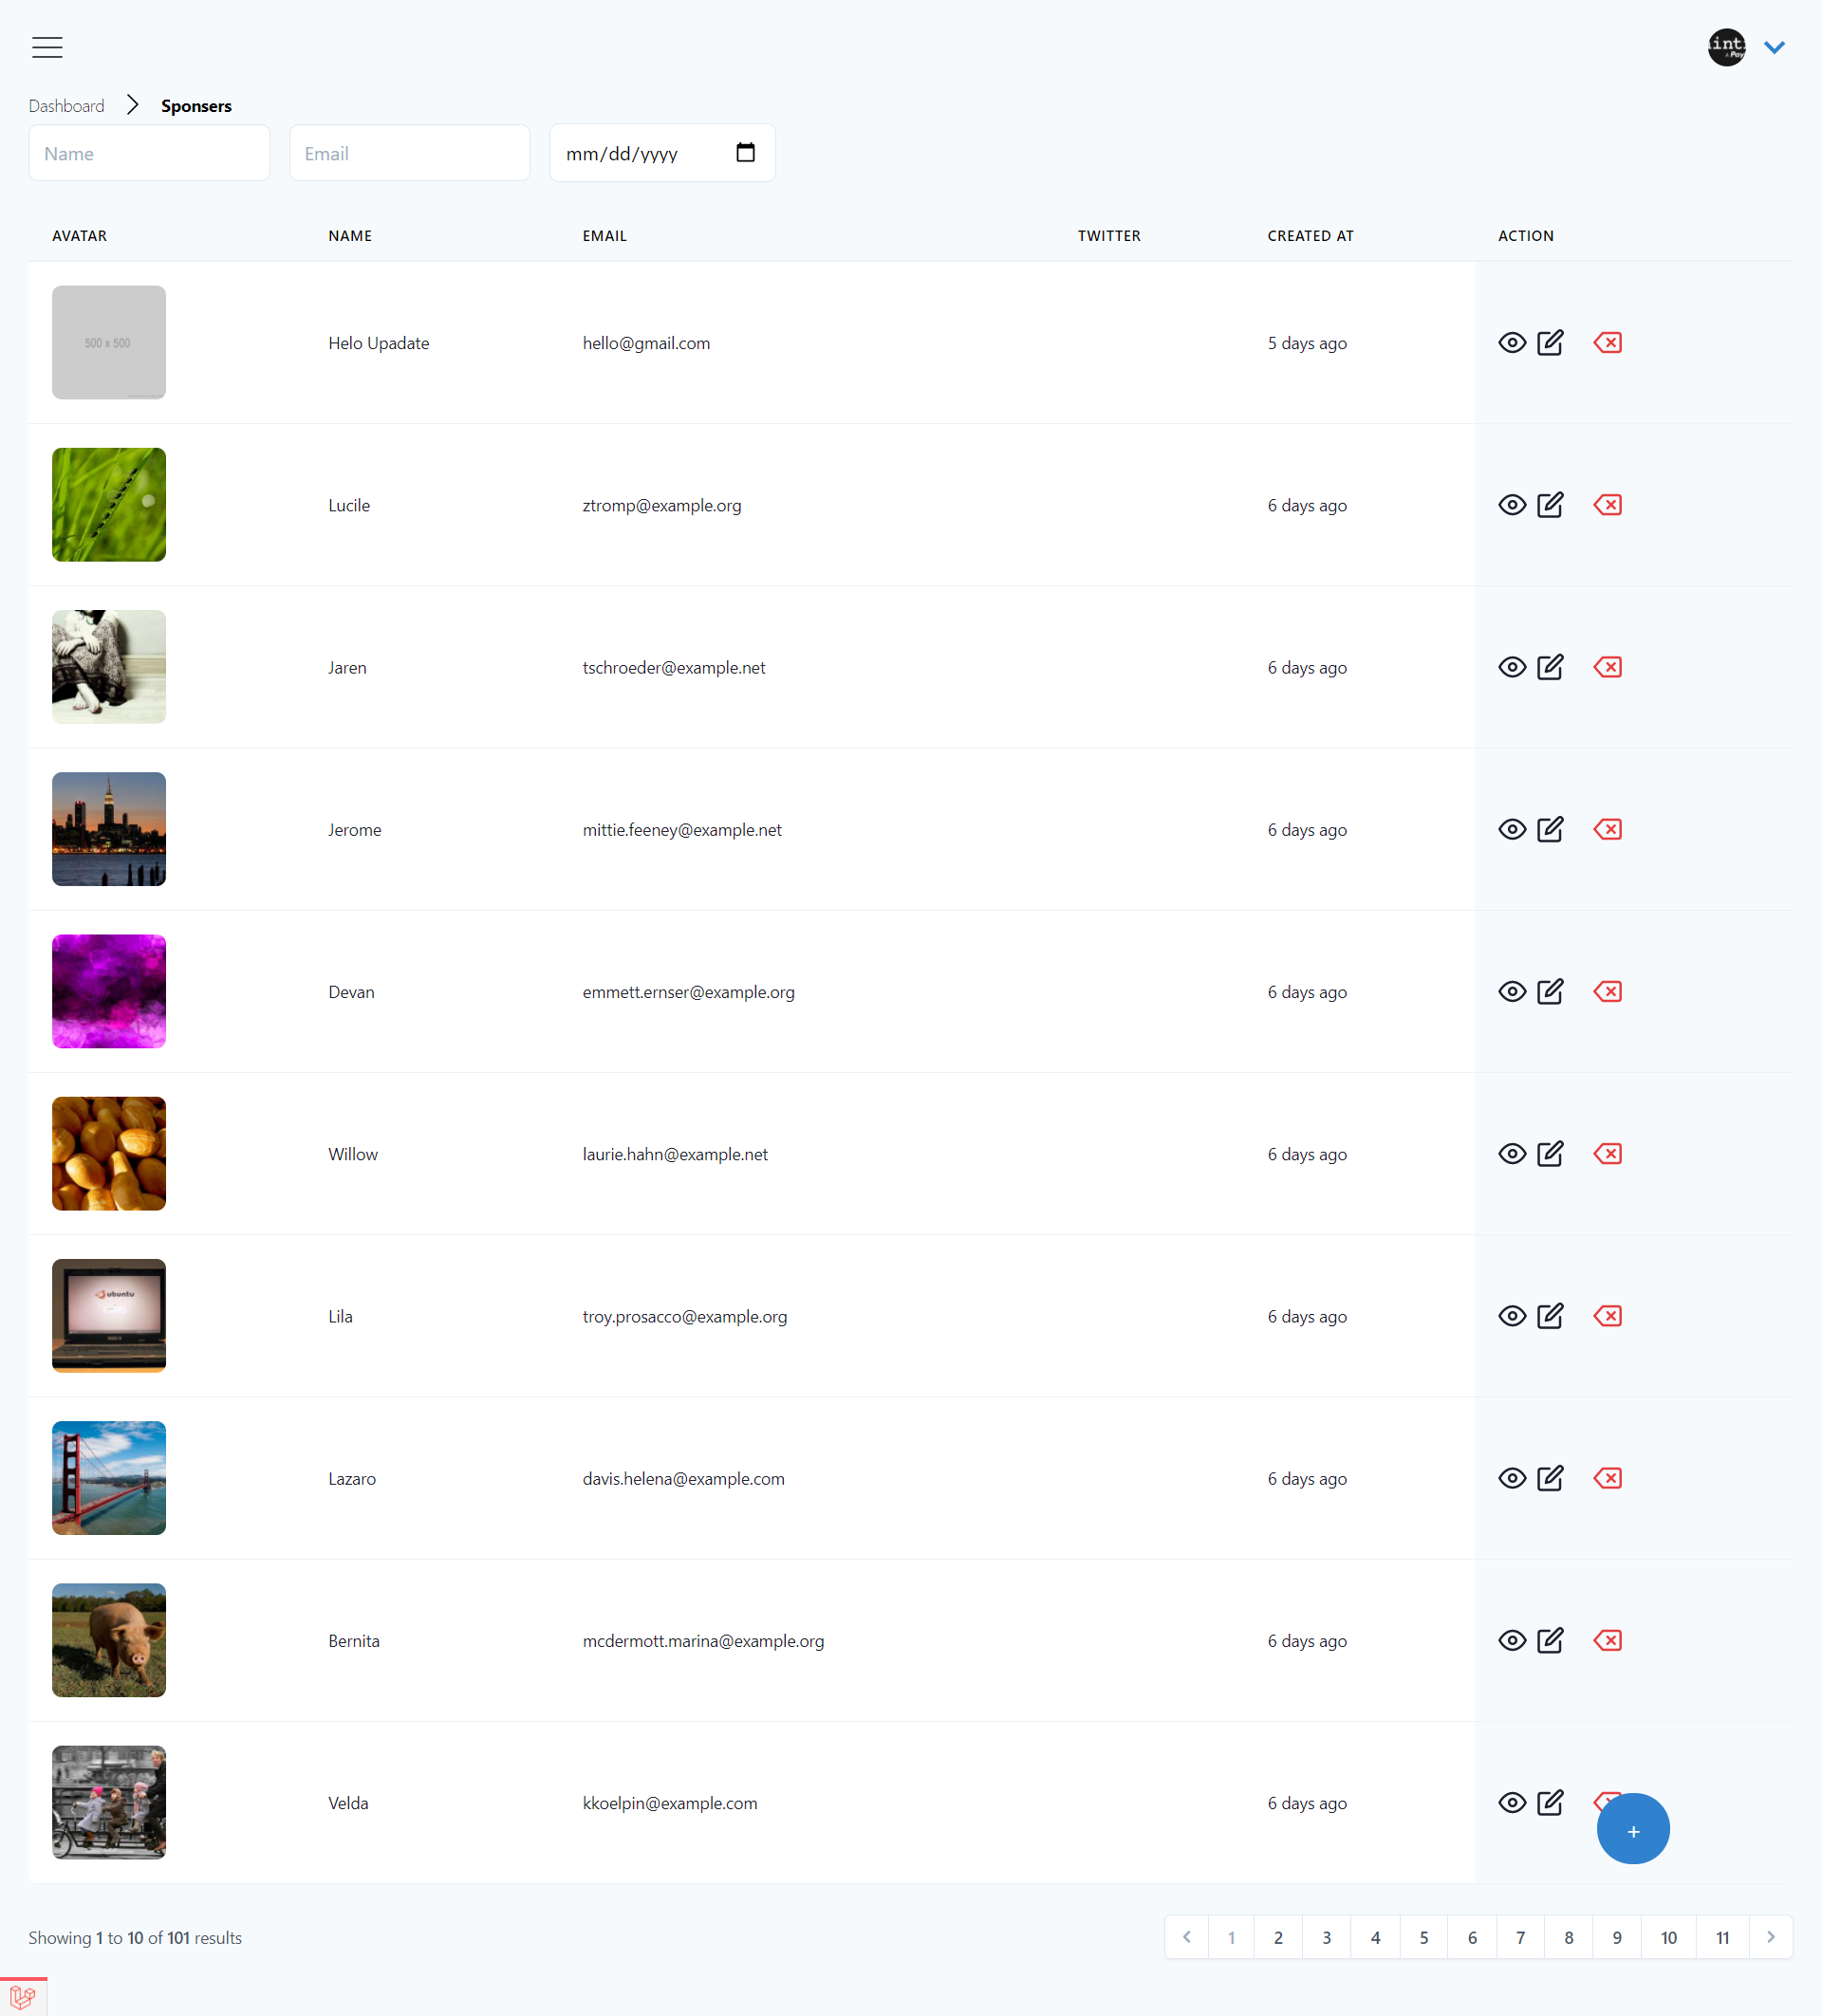 Dashboard > Sponsers
Name Email mm/dd/yyyy
AVATAR NAME EMAIL TWITTER CREATED AT ACTION
500 x 500
Helo Upadate hello@gmail.com 5 days ago
Lucile ztromp@example.org 6 days ago
Jaren tschroeder@example.net 6 days ago
Jerome mittie.feeney@example.net 6 days ago
Devan emmett.ernser@example.org 6 days ago
Willow laurie.hahn@example.net 6 days ago
ubuntu
Lila troy.prosacco@example.org 6 days ago
Lazaro davis.helena@example.com 6 days ago
Bernita mcdermott.marina@example.org 6 days ago
Velda kkoelpin@example.com 6 days ago
+
Showing 1 to 10 of 101 results < 1 2 3 4 5 6 7 8 9 10 11 >